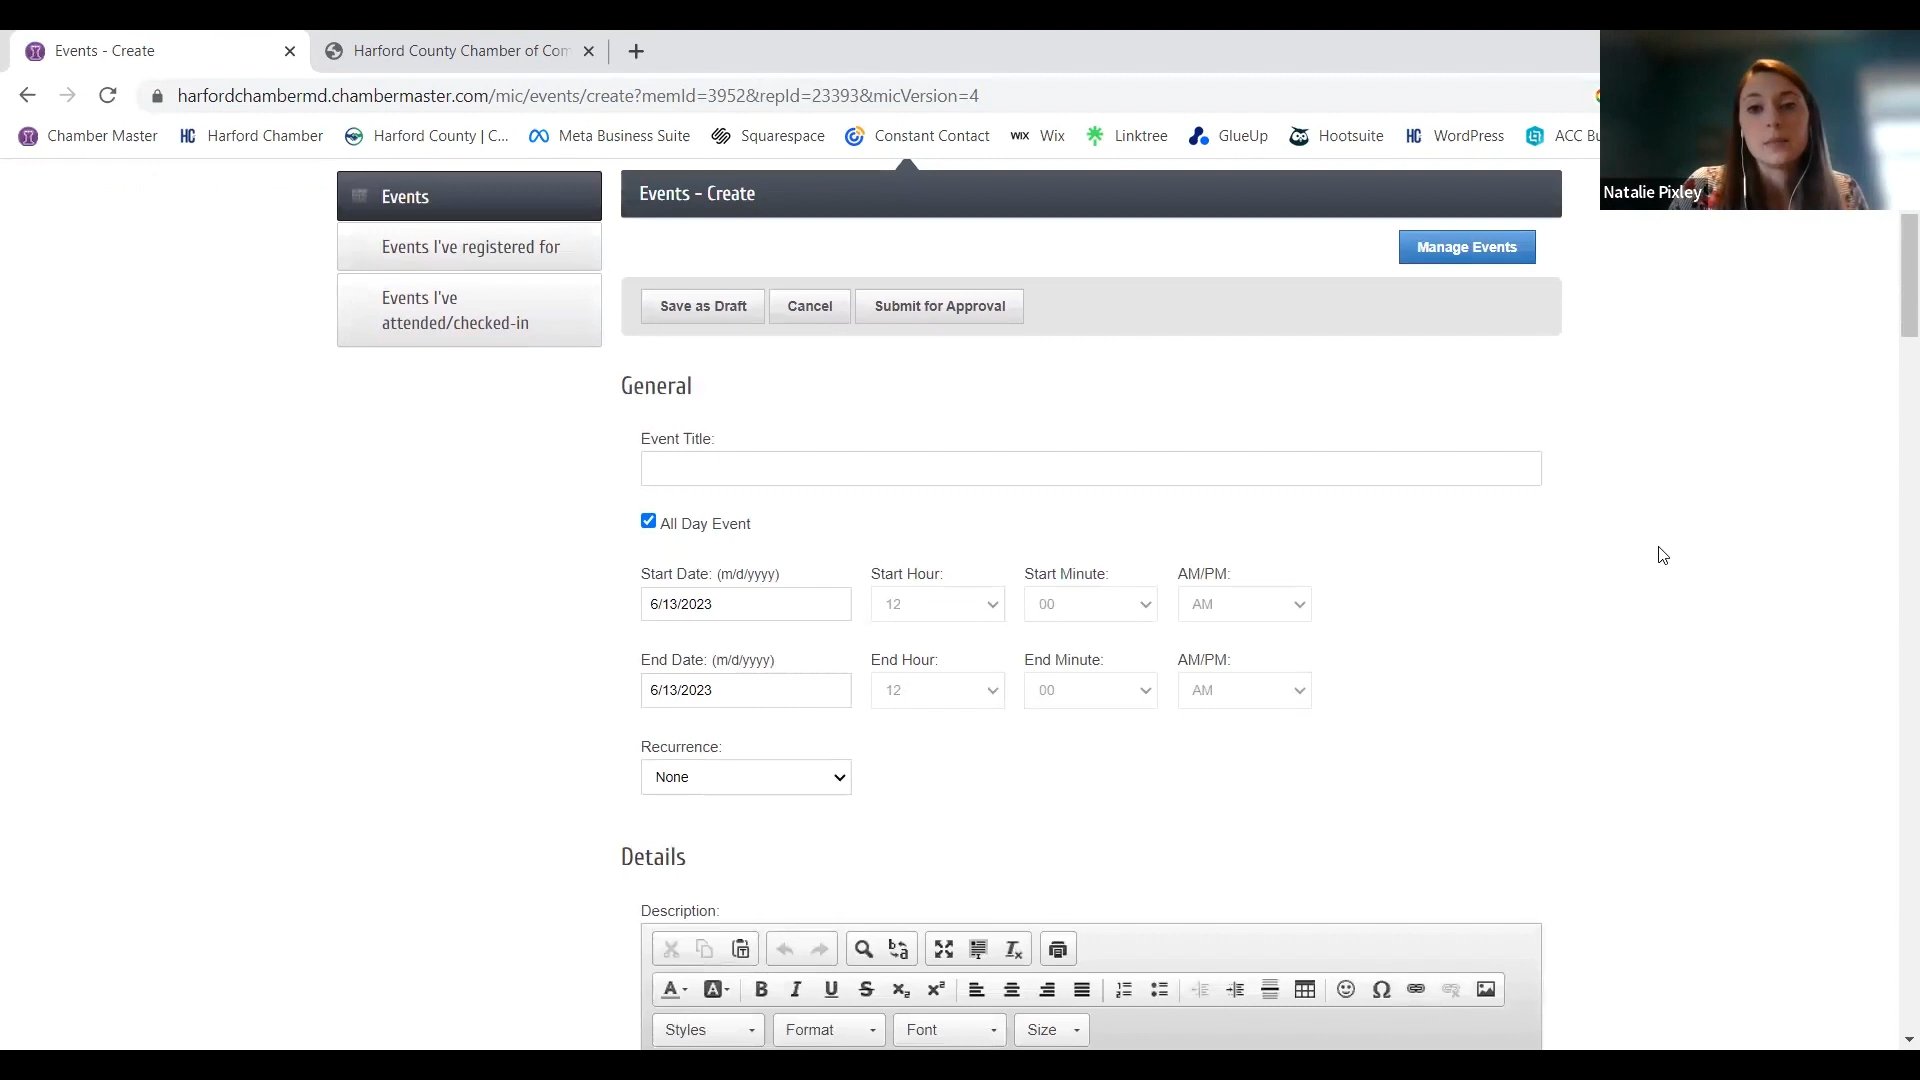 Events - Create
Harford County Chamber of Com
harfordchambermd.chambermaster.com/mic/events/create?memId=3952&repId=23393&micVersion=4
Chamber Master Harford Chamber Harford County | C... Meta Business Suite Squarespace Constant Contact WIX Wix Linktree GlueUp Hootsuite HC WordPress ACC Bu
Natalie Pixley
Events
Events I've registered for
Events I've
attended/checked-in
Events - Create
Manage Events
Save as Draft Cancel Submit for Approval
General
Event Title:
All Day Event
Start Date: (m/d/yyyy) Start Hour: Start Minute: AM/PM:
6/13/2023 12 00 AM
End Date: (m/d/yyyy) End Hour: End Minute: AM/PM:
6/13/2023 12 00 AM
Recurrence:
None
Details
Description:
Styles Format Font Size